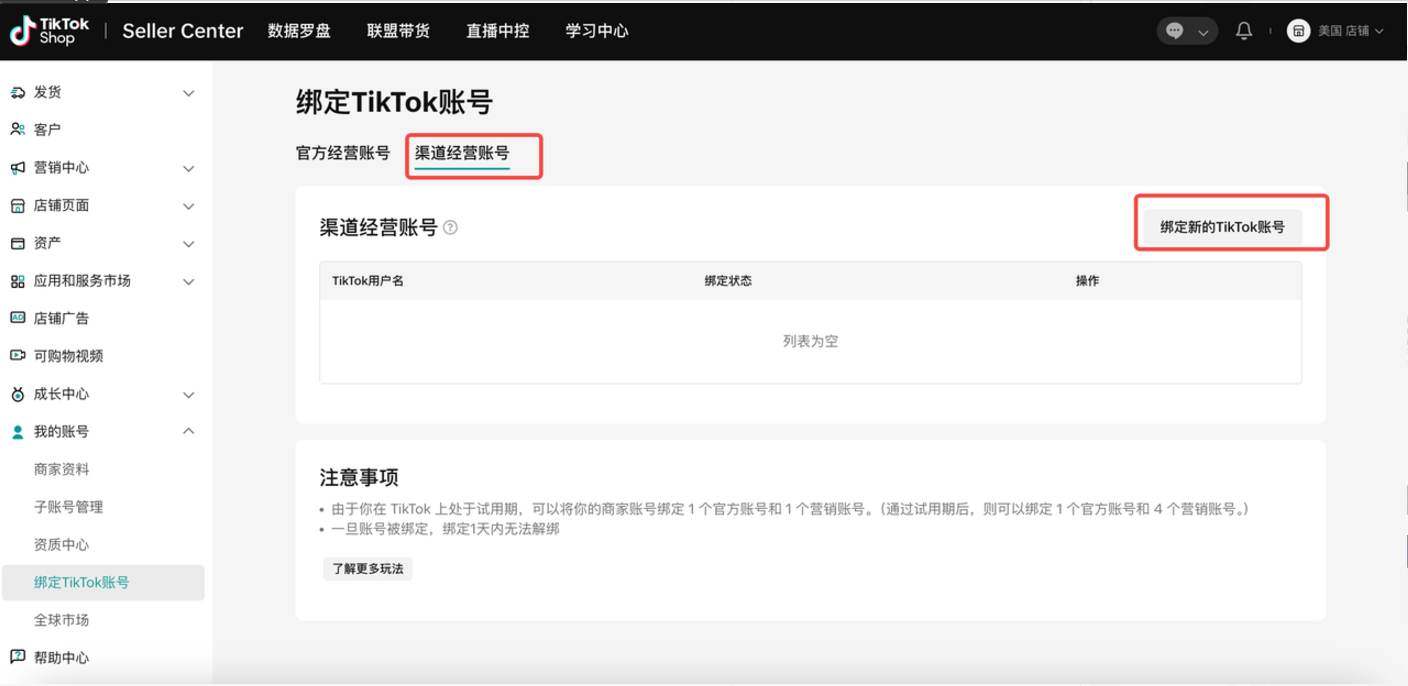 TikTok
Shop
Seller Center 数据罗盘 联盟带货 直播中控 学习中心 美国 店铺
发货
客户
营销中心
店铺页面
资产
应用和服务市场
AD 店铺广告
可购物视频
成长中心
我的账号
商家资料
子账号管理
资质中心
绑定TikTok账号
全球市场
? 帮助中心
绑定TikTok账号
官方经营账号 渠道经营账号
渠道经营账号 ? 绑定新的TikTok账号
TikTok用户名 绑定状态 操作
列表为空
注意事项
• 由于你在 TikTok 上处于试用期，可以将你的商家账号绑定 1 个官方账号和 1 个营销账号。（通过试用期后，则可以绑定 1 个官方账号和 4 个营销账号。）
• 一旦账号被绑定，绑定1天内无法解绑
了解更多玩法